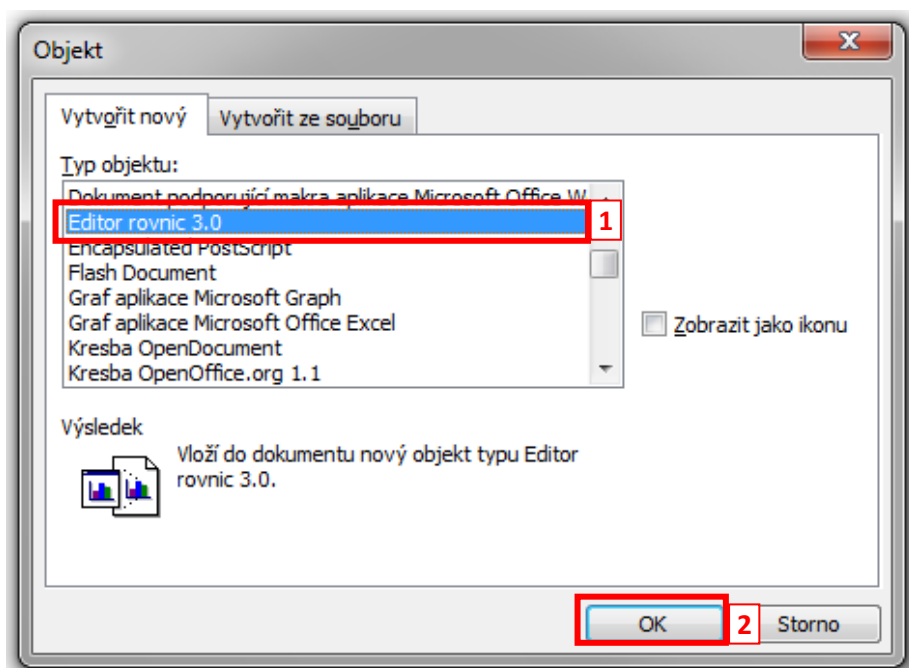 Objekt
Vytvořit nový
Vytvořit ze souboru
Typ objektu:
Dokument podporující makra aplikace Microsoft Office W
Editor rovnic 3.0
1
Encapsulated PostScript
Flash Document
Graf aplikace Microsoft Graph
Graf aplikace Microsoft Office Excel
Zobrazit jako ikonu
Kresba OpenDocument
Kresba OpenOffice.org 1.1
Výsledek
Vloží do dokumentu nový objekt typu Editor
rovnic 3.0.
OK
2
Storno